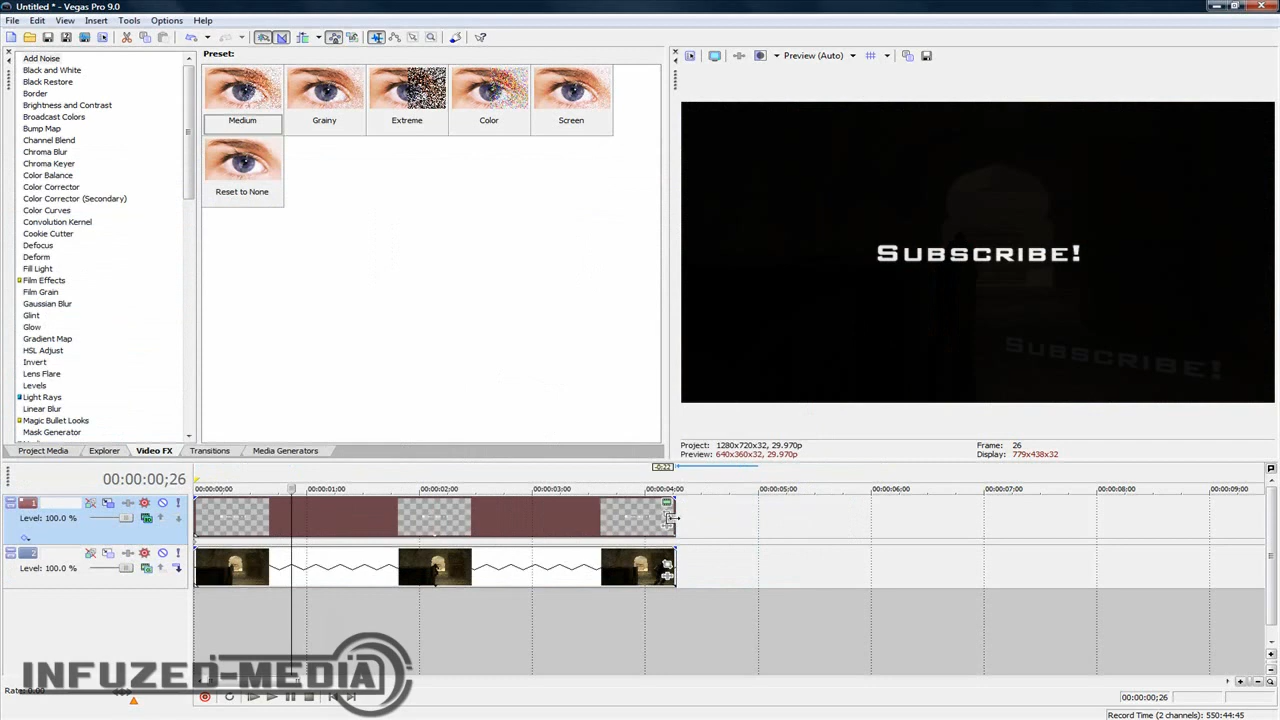 Untitled * - Vegas Pro 9.0
File Edit View Insert Tools Options Help
Add Noise
Black and White
Black Restore
Border
Brightness and Contrast
Broadcast Colors
Bump Map
Channel Blend
Chroma Blur
Chroma Keyer
Color Balance
Color Corrector
Color Corrector (Secondary)
Color Curves
Convolution Kernel
Cookie Cutter
Defocus
Deform
Fill Light
Film Effects
Film Grain
Gaussian Blur
Glint
Glow
Gradient Map
HSL Adjust
Invert
Lens Flare
Levels
Light Rays
Linear Blur
Magic Bullet Looks
Mask Generator
Preset:
Medium Grainy Extreme Color Screen
Reset to None
Preview (Auto)
Subscribe!
Subscribe!
Project Media Explorer Video FX Transitions Media Generators
Project: 1280x720x32, 29.970p
Preview: 640x360x32, 29.970p
Frame: 26
Display: 779x438x32
00:00:00;26
-0:22
00:00:00 00:00:01;00 00:00:02;00 00:00:03;00 00:00:04;00 00:00:05;00 00:00:06;00 00:00:07;00 00:00:08;00 00:00:09;00
1
Level: 100.0 %
2
Level: 100.0 %
INFUZED-MEDIA
Rate: 0.00
00:00:00;26
Record Time (2 channels): 550:44:45